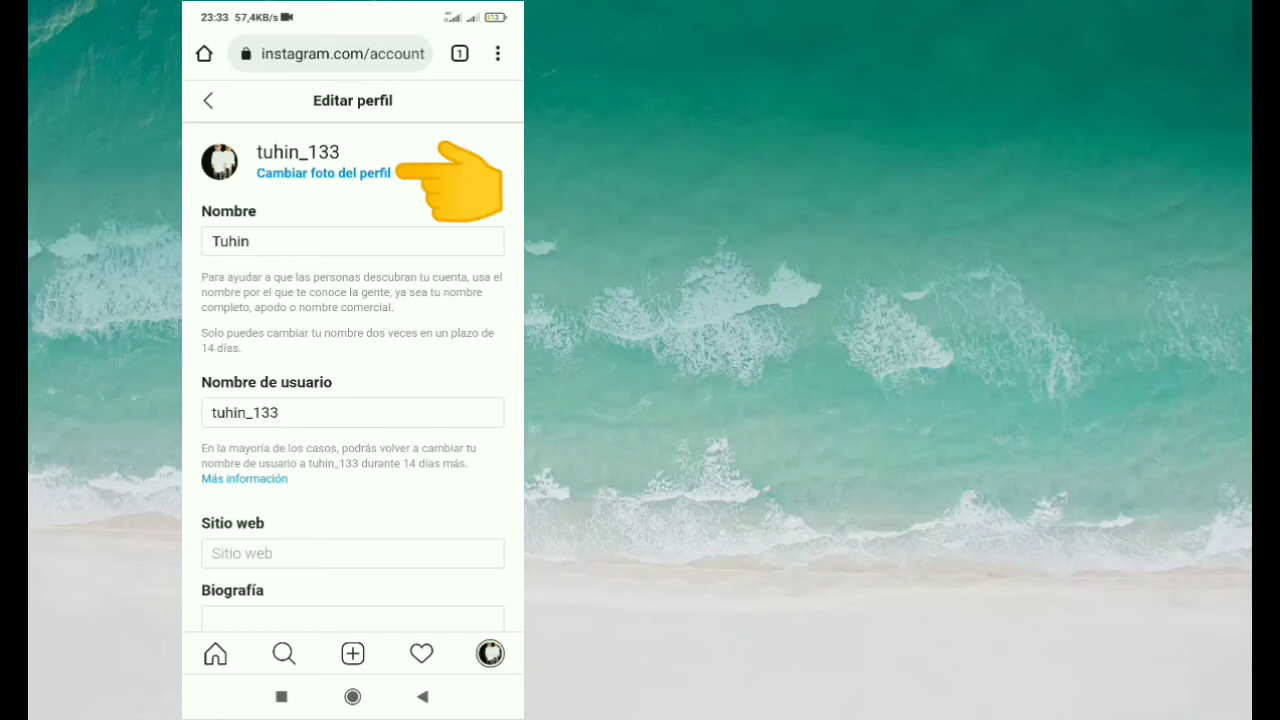 23:33 57,4KB/s
13
instagram.com/account
1
Editar perfil
tuhin_133
Cambiar foto del perfil
Nombre
Tuhin
Para ayudar a que las personas descubran tu cuenta, usa el
nombre por el que te conoce la gente, ya sea tu nombre
completo, apodo o nombre comercial.
Solo puedes cambiar tu nombre dos veces en un plazo de
14 días.
Nombre de usuario
tuhin_133
En la mayoría de los casos, podrás volver a cambiar tu
nombre de usuario a tuhin_133 durante 14 días más.
Más información
Sitio web
Sitio web
Biografía